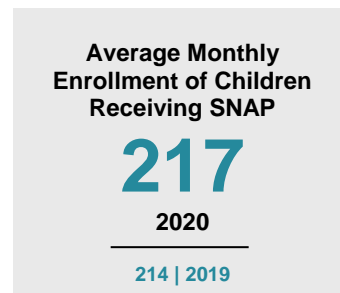 Average Monthly
Enrollment of Children
Receiving SNAP
217
2020
214 | 2019